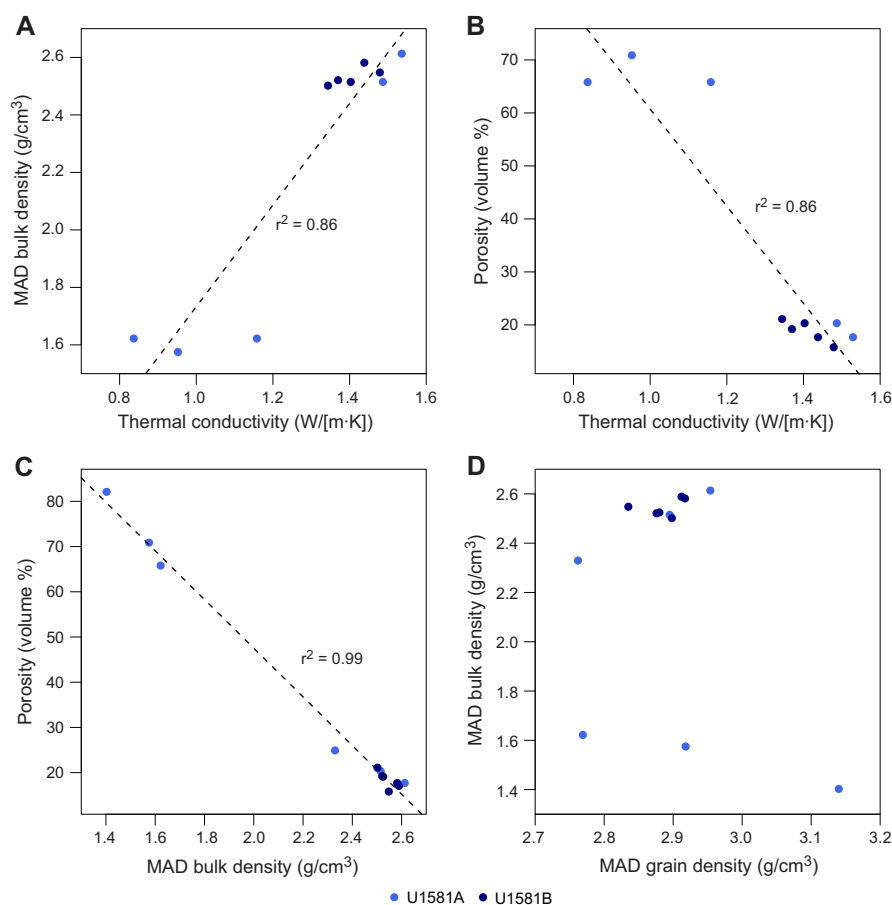 A
2.6
2.4
2.2
2.0
1.8
1.6
MAD bulk density (g/cm³)
r² = 0.86
0.8 1.0 1.2 1.4 1.6
Thermal conductivity (W/[m·K])
B
70
60
50
40
30
20
Porosity (volume %)
r² = 0.86
0.8 1.0 1.2 1.4 1.6
Thermal conductivity (W/[m·K])
C
80
70
60
50
40
30
20
Porosity (volume %)
r² = 0.99
1.4 1.6 1.8 2.0 2.2 2.4 2.6
MAD bulk density (g/cm³)
D
2.6
2.4
2.2
2.0
1.8
1.6
1.4
MAD bulk density (g/cm³)
2.7 2.8 2.9 3.0 3.1 3.2
MAD grain density (g/cm³)
U1581A U1581B